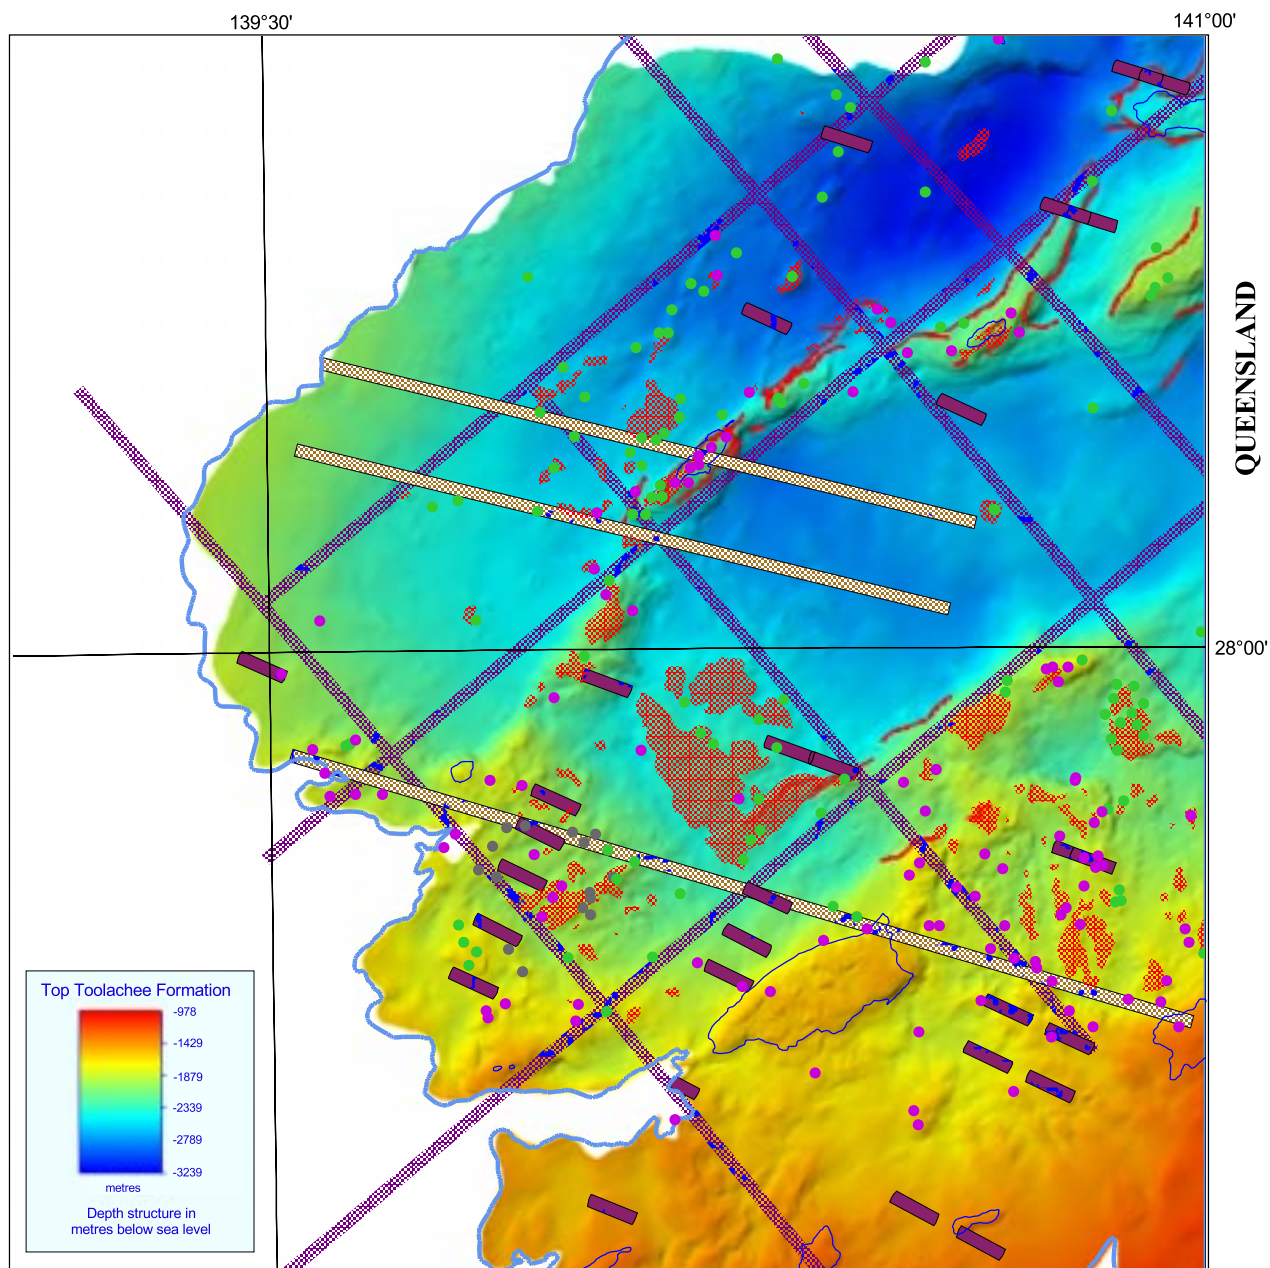 139°30'
141°00'
QUEENSLAND
28°00'
Top Toolachee Formation
-978
-1429
-1879
-2339
-2789
-3239
metres
Depth structure in
metres below sea level